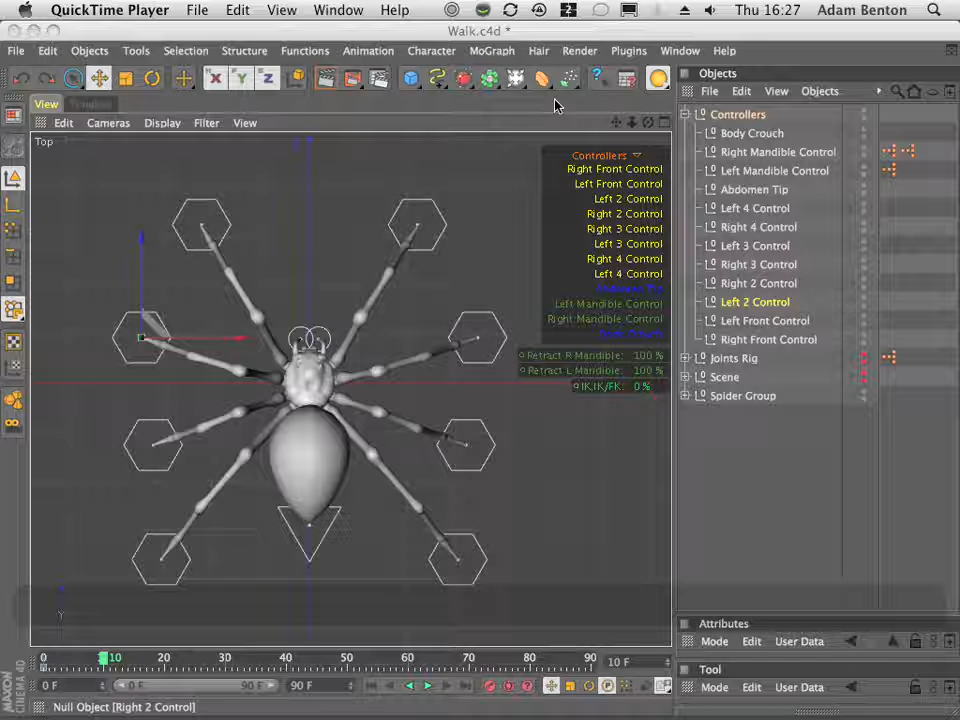 QuickTime Player File Edit View Window Help Thu 16:27 Adam Benton
Walk.c4d *
File Edit Objects Tools Selection Structure Functions Animation Character MoGraph Hair Render Plugins Window Help
X Y Z
View
Edit Cameras Display Filter View
Top
Controllers
Right Front Control
Left Front Control
Left 2 Control
Right 2 Control
Right 3 Control
Left 3 Control
Right 4 Control
Left 4 Control
Abdomen Tip
Left Mandible Control
Right Mandible Control
Body Crouch
Retract R Mandible: 100 %
Retract L Mandible: 100 %
IK/FK: 0 %
Y
Objects
File Edit View Objects
Controllers
Body Crouch
Right Mandible Control
Left Mandible Control
Abdomen Tip
Left 4 Control
Right 4 Control
Left 3 Control
Right 3 Control
Right 2 Control
Left 2 Control
Left Front Control
Right Front Control
Joints Rig
Scene
Spider Group
Attributes
Mode Edit User Data
Tool
Mode Edit User Data
0 10 20 30 40 50 60 70 80 90 10 F
0 F 0 F 90 F 90 F
MAXON CINEMA 4D
Null Object [Right 2 Control]